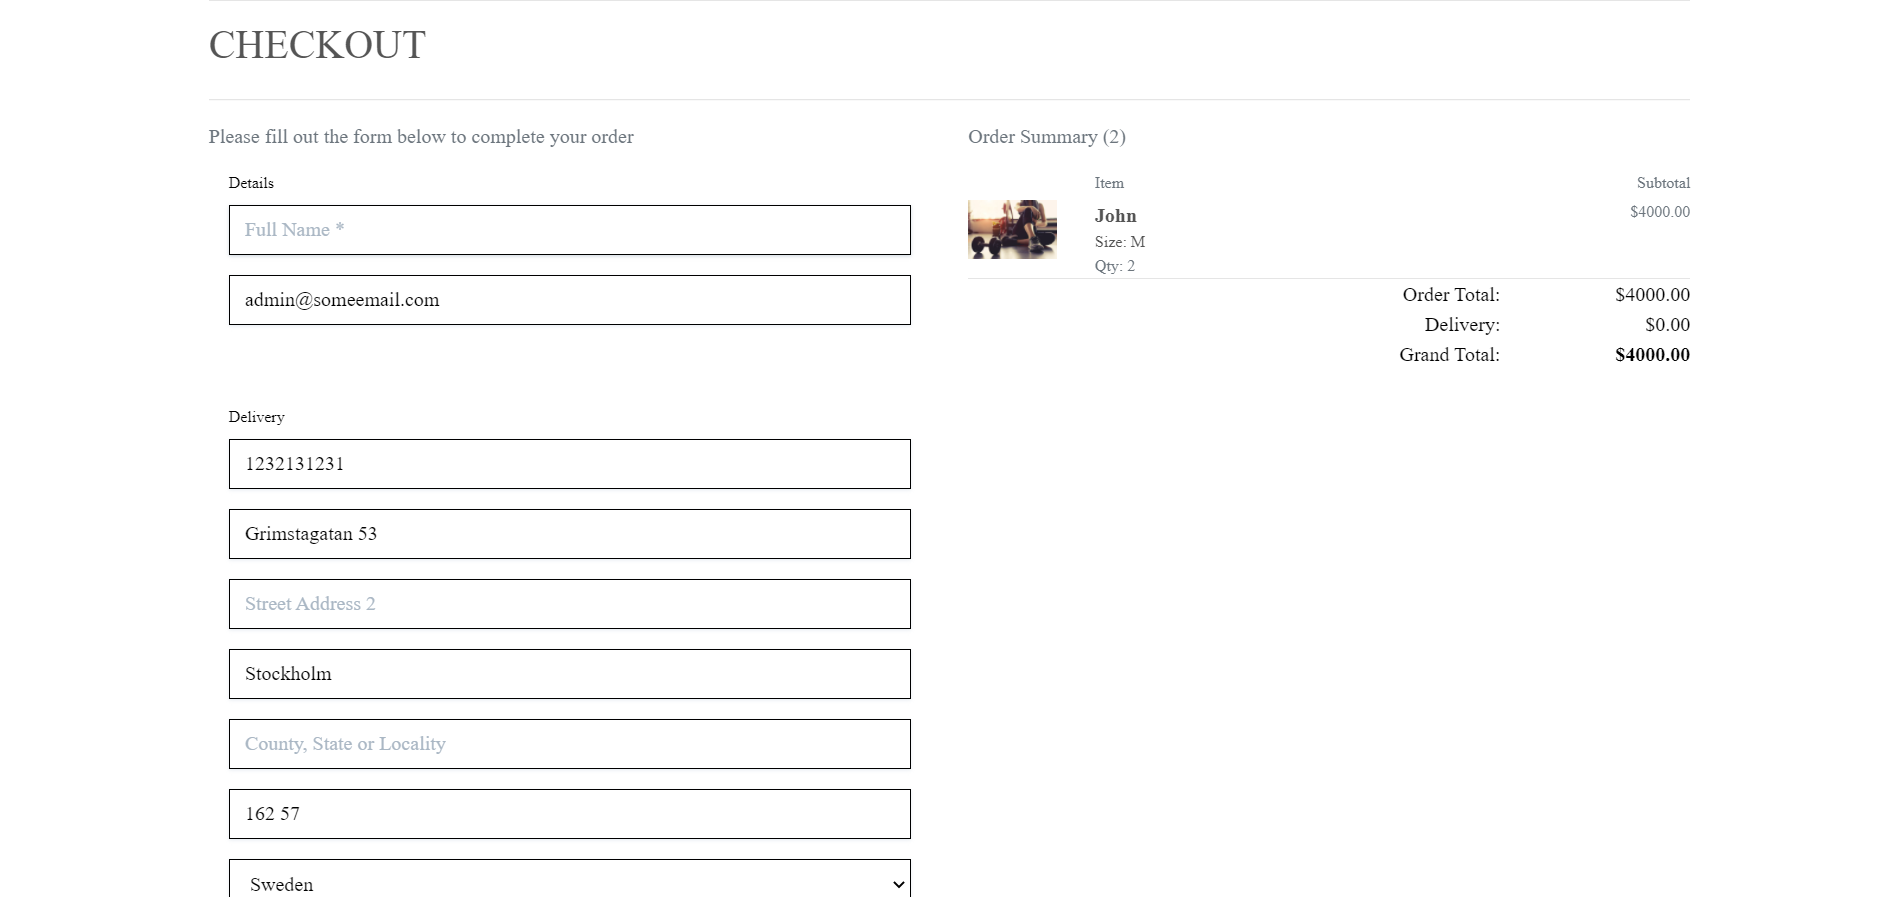 CHECKOUT
Please fill out the form below to complete your order
Details
Full Name *
admin@someemail.com
Delivery
1232131231
Grimstagatan 53
Street Address 2
Stockholm
County, State or Locality
162 57
Sweden
Order Summary (2)
Item Subtotal
John $4000.00
Size: M
Qty: 2
Order Total: $4000.00
Delivery: $0.00
Grand Total: $4000.00